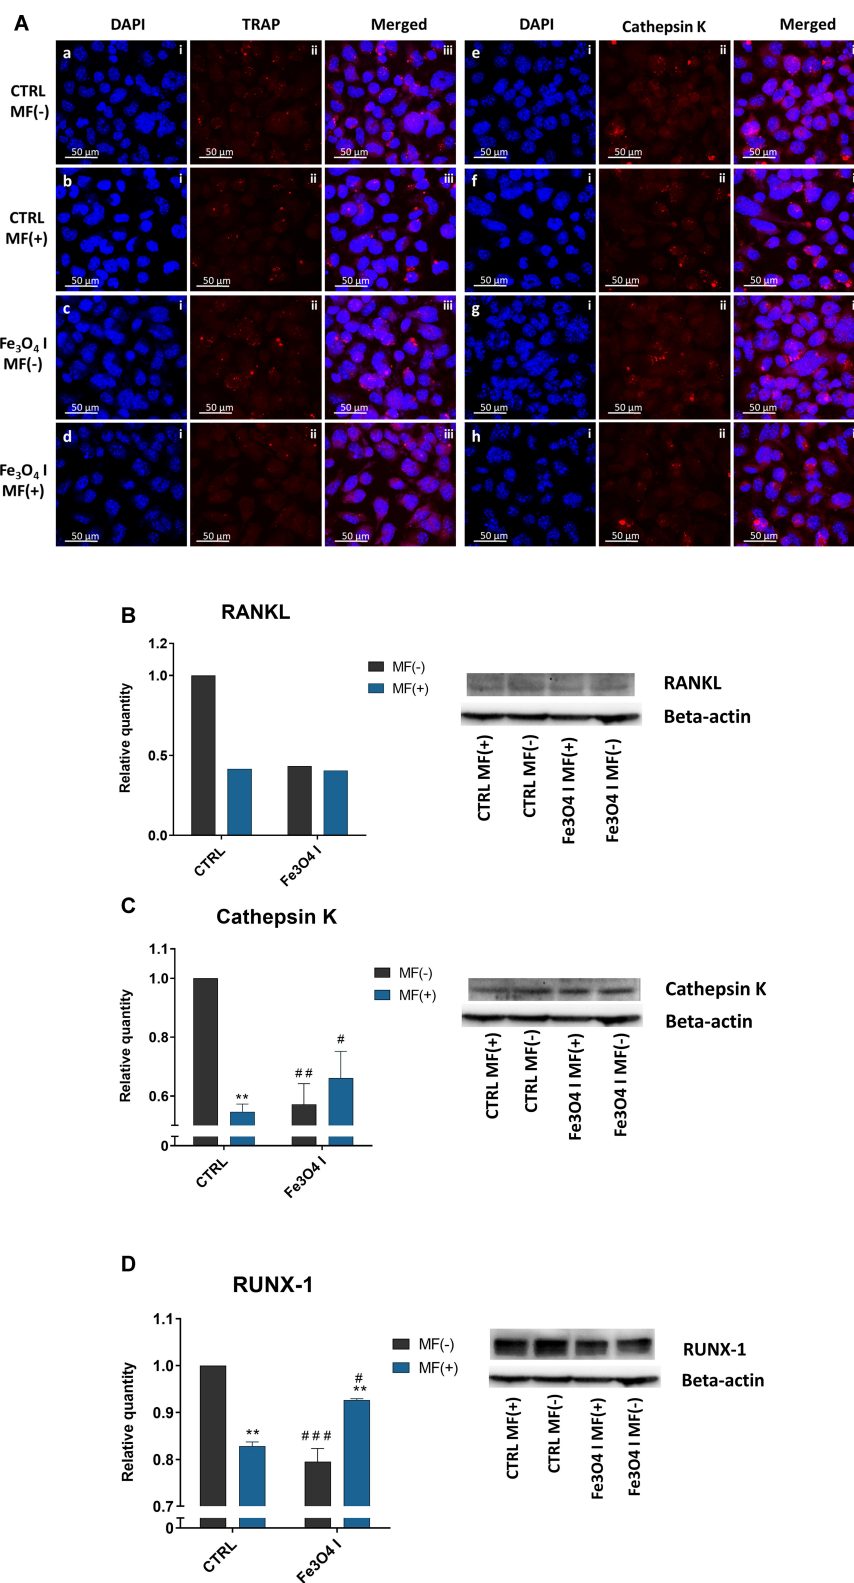 A
DAPI TRAP Merged DAPI Cathepsin K Merged
CTRL
MF(-)
a i ii iii e i ii i
50 µm 50 µm 50 µm 50 µm 50 µm 50 µm
CTRL
MF(+)
b i ii iii f i ii i
50 µm 50 µm 50 µm 50 µm 50 µm 50 µm
Fe3O4 I
MF(-)
c i ii iii g i ii i
50 µm 50 µm 50 µm 50 µm 50 µm 50 µm
Fe3O4 I
MF(+)
d i ii iii h i ii i
50 µm 50 µm 50 µm 50 µm 50 µm 50 µm
B
RANKL
Relative quantity
1.2
1.0
0.5
0.0
CTRL
Fe3O4 I
MF(-)
MF(+)
RANKL
Beta-actin
CTRL MF(+)
CTRL MF(-)
Fe3O4 I MF(+)
Fe3O4 I MF(-)
C
Cathepsin K
Relative quantity
1.1
1.0
0.8
0.6
0
**
##
#
CTRL
Fe3O4 I
MF(-)
MF(+)
Cathepsin K
Beta-actin
CTRL MF(+)
CTRL MF(-)
Fe3O4 I MF(+)
Fe3O4 I MF(-)
D
RUNX-1
Relative quantity
1.1
1.0
0.9
0.8
0.7
0
**
###
#
**
CTRL
Fe3O4 I
MF(-)
MF(+)
RUNX-1
Beta-actin
CTRL MF(+)
CTRL MF(-)
Fe3O4 I MF(+)
Fe3O4 I MF(-)